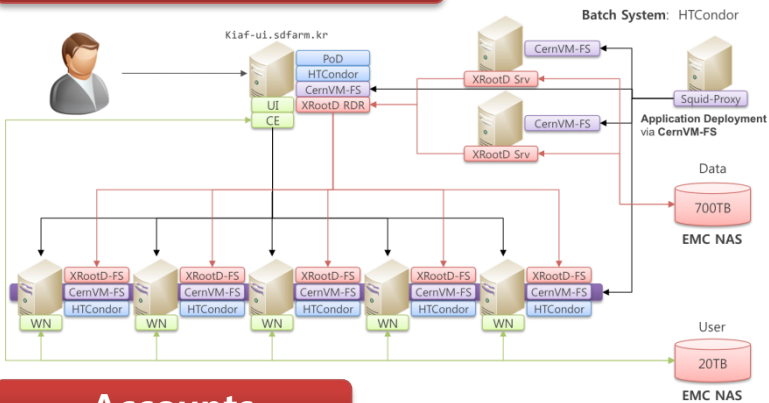 Batch System: HTCondor
Kiaf-ui.sdfarm.kr
PoD
HTCondor
CernVM-FS
XRootD RDR
UI
CE
CernVM-FS
XRootD Srv
CernVM-FS
XRootD Srv
Squid-Proxy
Application Deployment
via CernVM-FS
Data
700TB
EMC NAS
XRootD-FS
CernVM-FS
HTCondor
WN
XRootD-FS
CernVM-FS
HTCondor
WN
XRootD-FS
CernVM-FS
HTCondor
WN
XRootD-FS
CernVM-FS
HTCondor
WN
XRootD-FS
CernVM-FS
HTCondor
WN
User
20TB
EMC NAS
Accounts